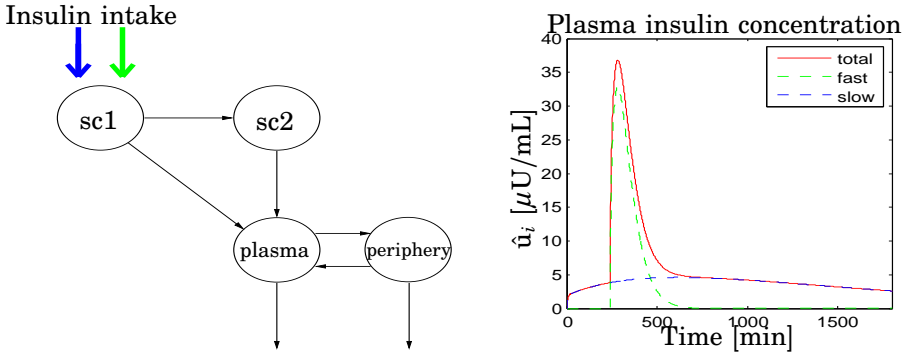 Insulin intake
sc1
sc2
plasma
periphery
Plasma insulin concentration
total
fast
slow
40
35
30
25
20
15
10
5
0
û_i [µU/mL]
0
500
1000
1500
Time [min]